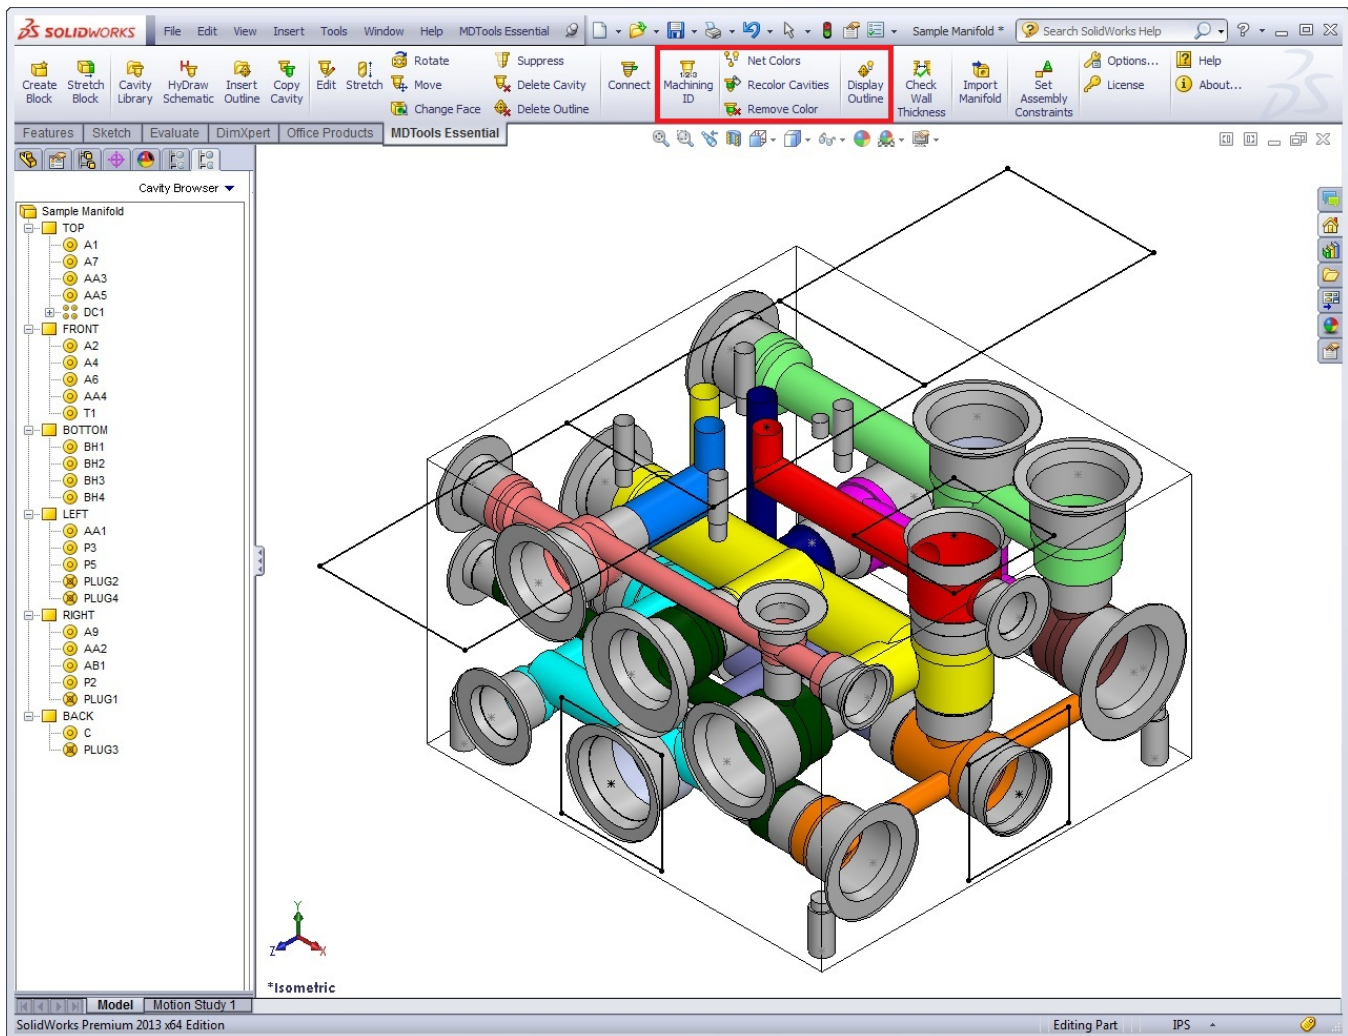 SOLIDWORKS File Edit View Insert Tools Window Help MDTools Essential Sample Manifold * Search SolidWorks Help
Create Block
Stretch Block
Cavity Library
HyDraw Schematic
Insert Outline
Copy Cavity
Edit
Stretch
Rotate
Move
Change Face
Suppress
Delete Cavity
Delete Outline
Connect
1-2-3
Machining ID
Net Colors
Recolor Cavities
Remove Color
Display Outline
Check Wall Thickness
Import Manifold
Set Assembly Constraints
Options...
License
Help
About...
Features Sketch Evaluate DimXpert Office Products MDTools Essential
Cavity Browser
Sample Manifold
TOP
A1
A7
AA3
AA5
DC1
FRONT
A2
A4
A6
AA4
T1
BOTTOM
BH1
BH2
BH3
BH4
LEFT
AA1
P3
P5
PLUG2
PLUG4
RIGHT
A9
AA2
AB1
P2
PLUG1
BACK
C
PLUG3
Y
Z X
*Isometric
Model Motion Study 1
SolidWorks Premium 2013 x64 Edition Editing Part IPS